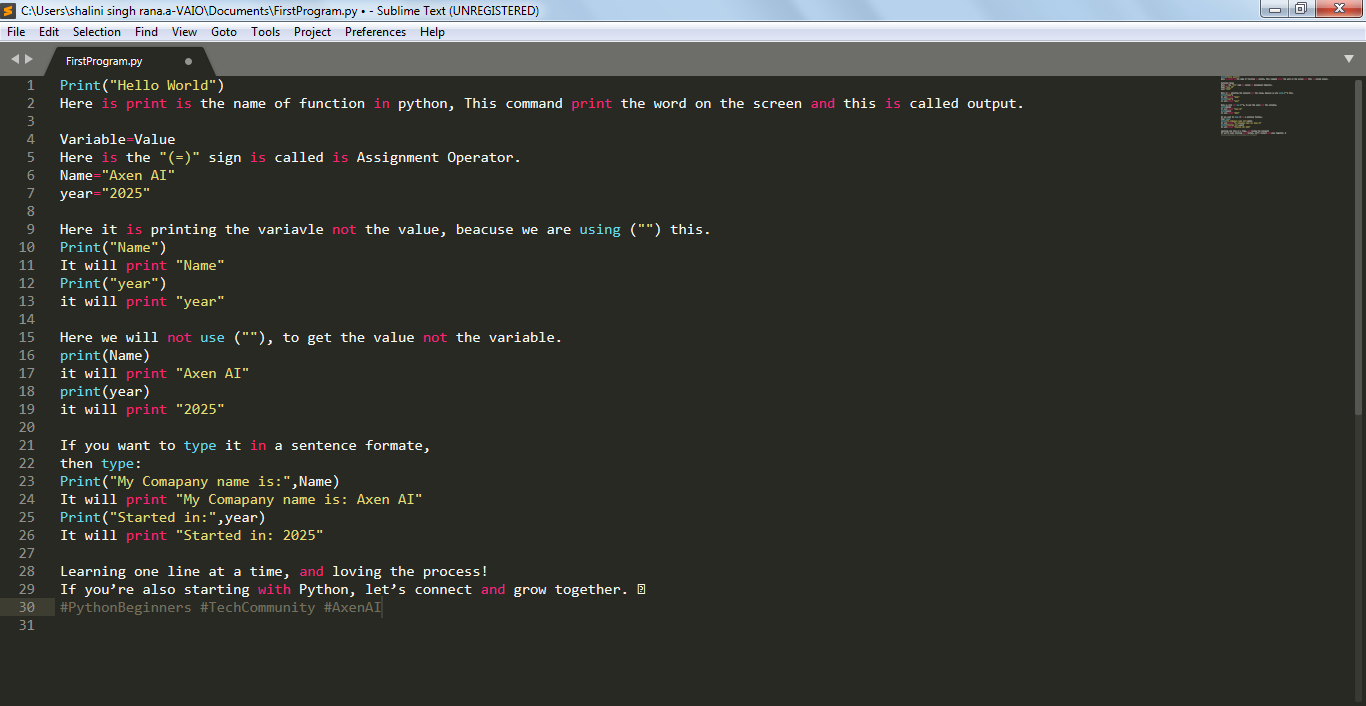 C:\Users\shalini singh rana.a-VAIO\Documents\FirstProgram.py • - Sublime Text (UNREGISTERED)
File Edit Selection Find View Goto Tools Project Preferences Help
FirstProgram.py
1 Print("Hello World")
2 Here is print is the name of function in python, This command print the word on the screen and this is called output.
3
4 Variable=Value
5 Here is the "(=)" sign is called is Assignment Operator.
6 Name="Axen AI"
7 year="2025"
8
9 Here it is printing the variavle not the value, beacuse we are using ("") this.
10 Print("Name")
11 It will print "Name"
12 Print("year")
13 it will print "year"
14
15 Here we will not use (""), to get the value not the variable.
16 print(Name)
17 it will print "Axen AI"
18 print(year)
19 it will print "2025"
20
21 If you want to type it in a sentence formate,
22 then type:
23 Print("My Comapany name is:",Name)
24 It will print "My Comapany name is: Axen AI"
25 Print("Started in:",year)
26 It will print "Started in: 2025"
27
28 Learning one line at a time, and loving the process!
29 If you’re also starting with Python, let’s connect and grow together.
30 #PythonBeginners #TechCommunity #AxenAI
31